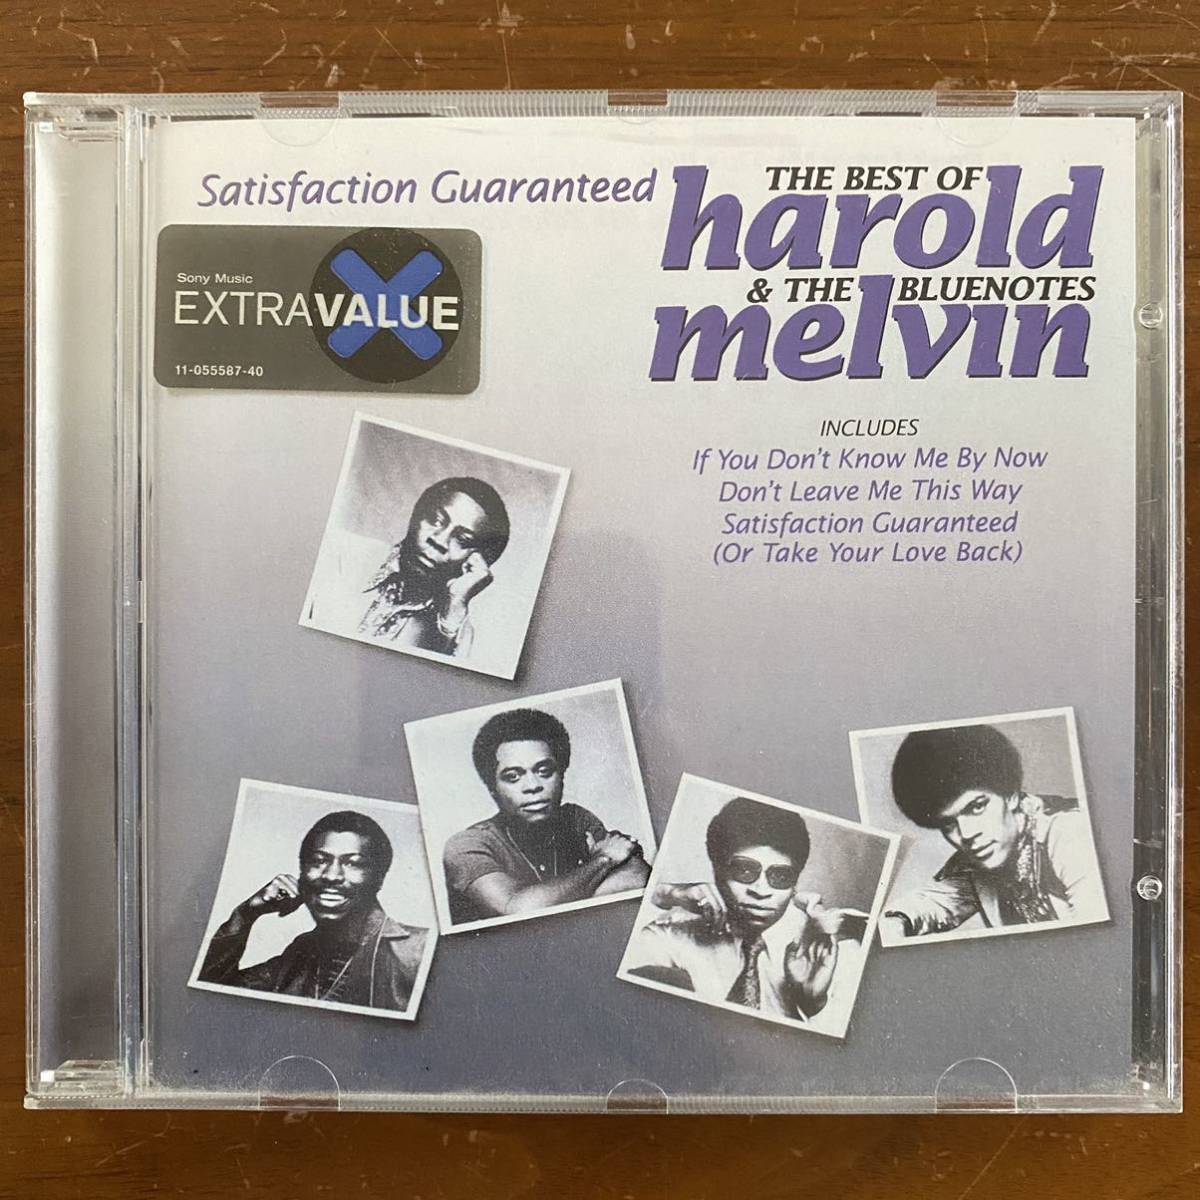 Satisfaction Guaranteed
THE BEST OF
harold
& THE BLUENOTES
melvin
Sony Music
EXTRAVALUE
11-055587-40
INCLUDES
If You Don't Know Me By Now
Don't Leave Me This Way
Satisfaction Guaranteed
(Or Take Your Love Back)